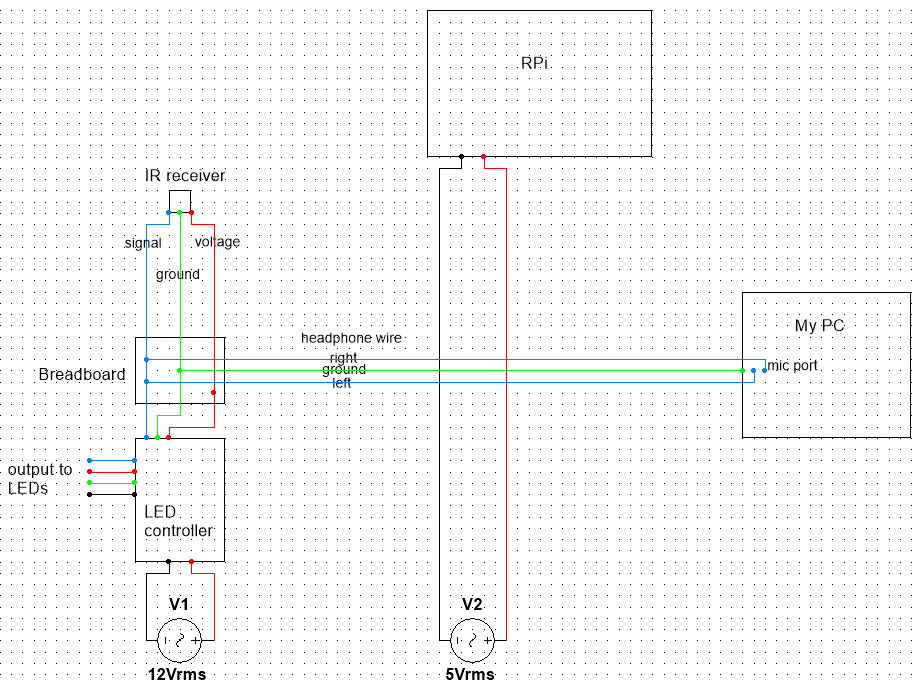 RPi
IR receiver
signal
voltage
ground
My PC
headphone wire
right
mic port
ground
Breadboard
left
output to
LEDs
LED
controller
V1
V2
12Vrms
5Vrms